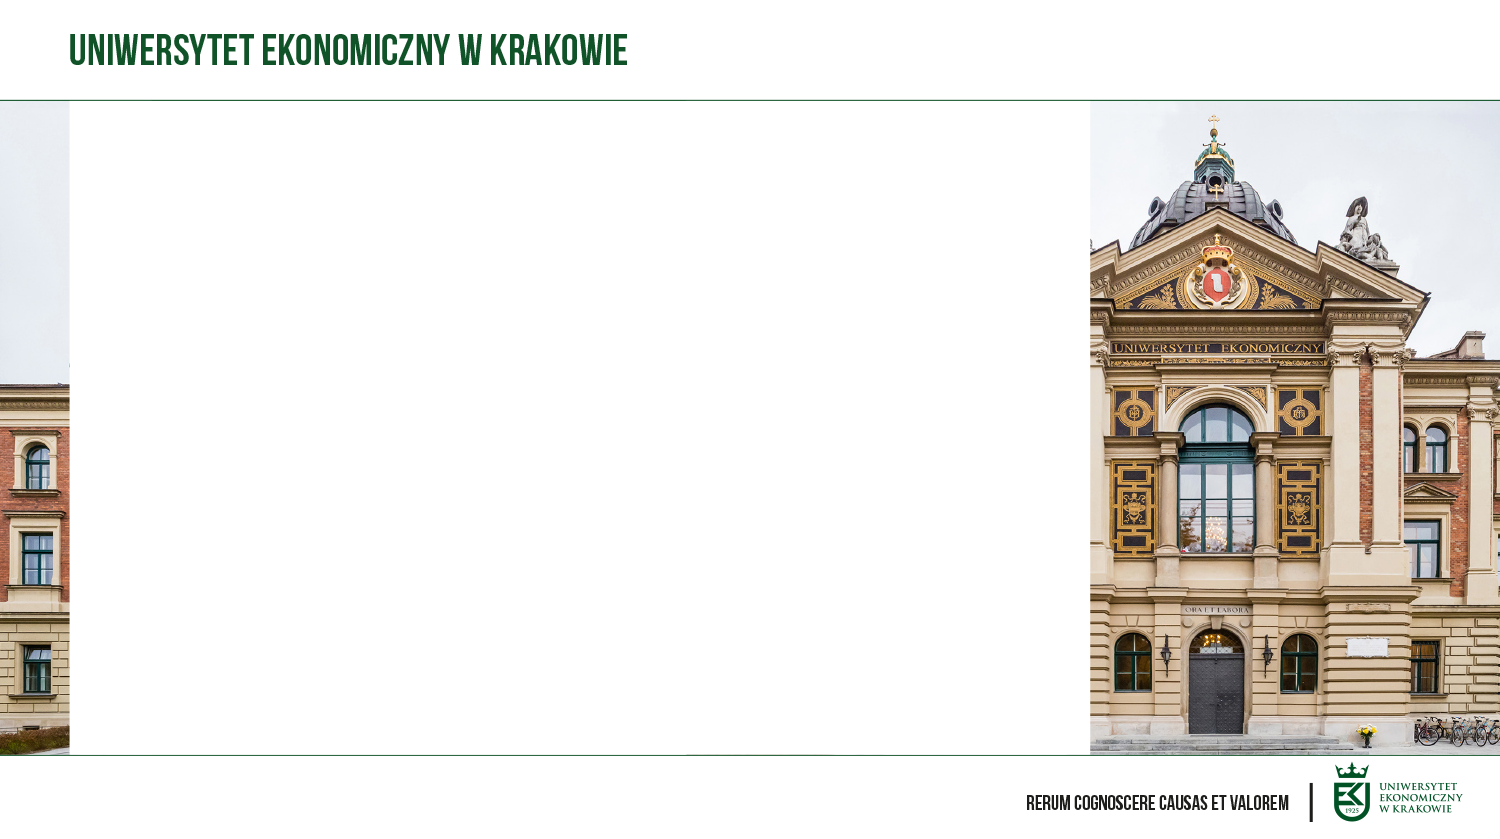 UNIWERSYTET EKONOMICZNY W KRAKOWIE
UNIWERSYTET EKONOMICZNY
ORA ET LABORA
RERUM COGNOSCERE CAUSAS ET VALOREM
1925
UNIWERSYTET
EKONOMICZNY
W KRAKOWIE